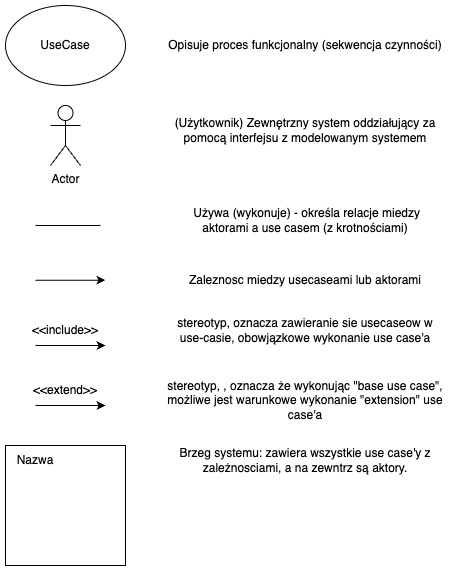 UseCase
Opisuje proces funkcjonalny (sekwencja czynności)
(Użytkownik) Zewnętrzny system oddziałujący za
pomocą interfejsu z modelowanym systemem
Actor
Używa (wykonuje) - określa relacje miedzy
aktorami a use casem (z krotnościami)
Zaleznosc miedzy usecaseami lub aktorami
<<include>>
stereotyp, oznacza zawieranie sie usecaseow w
use-casie, obowiązkowe wykonanie use case'a
<<extend>>
stereotyp, , oznacza że wykonując "base use case",
możliwe jest warunkowe wykonanie "extension" use
case'a
Nazwa
Brzeg systemu: zawiera wszystkie use case'y z
zależnosciami, a na zewntrz są aktory.